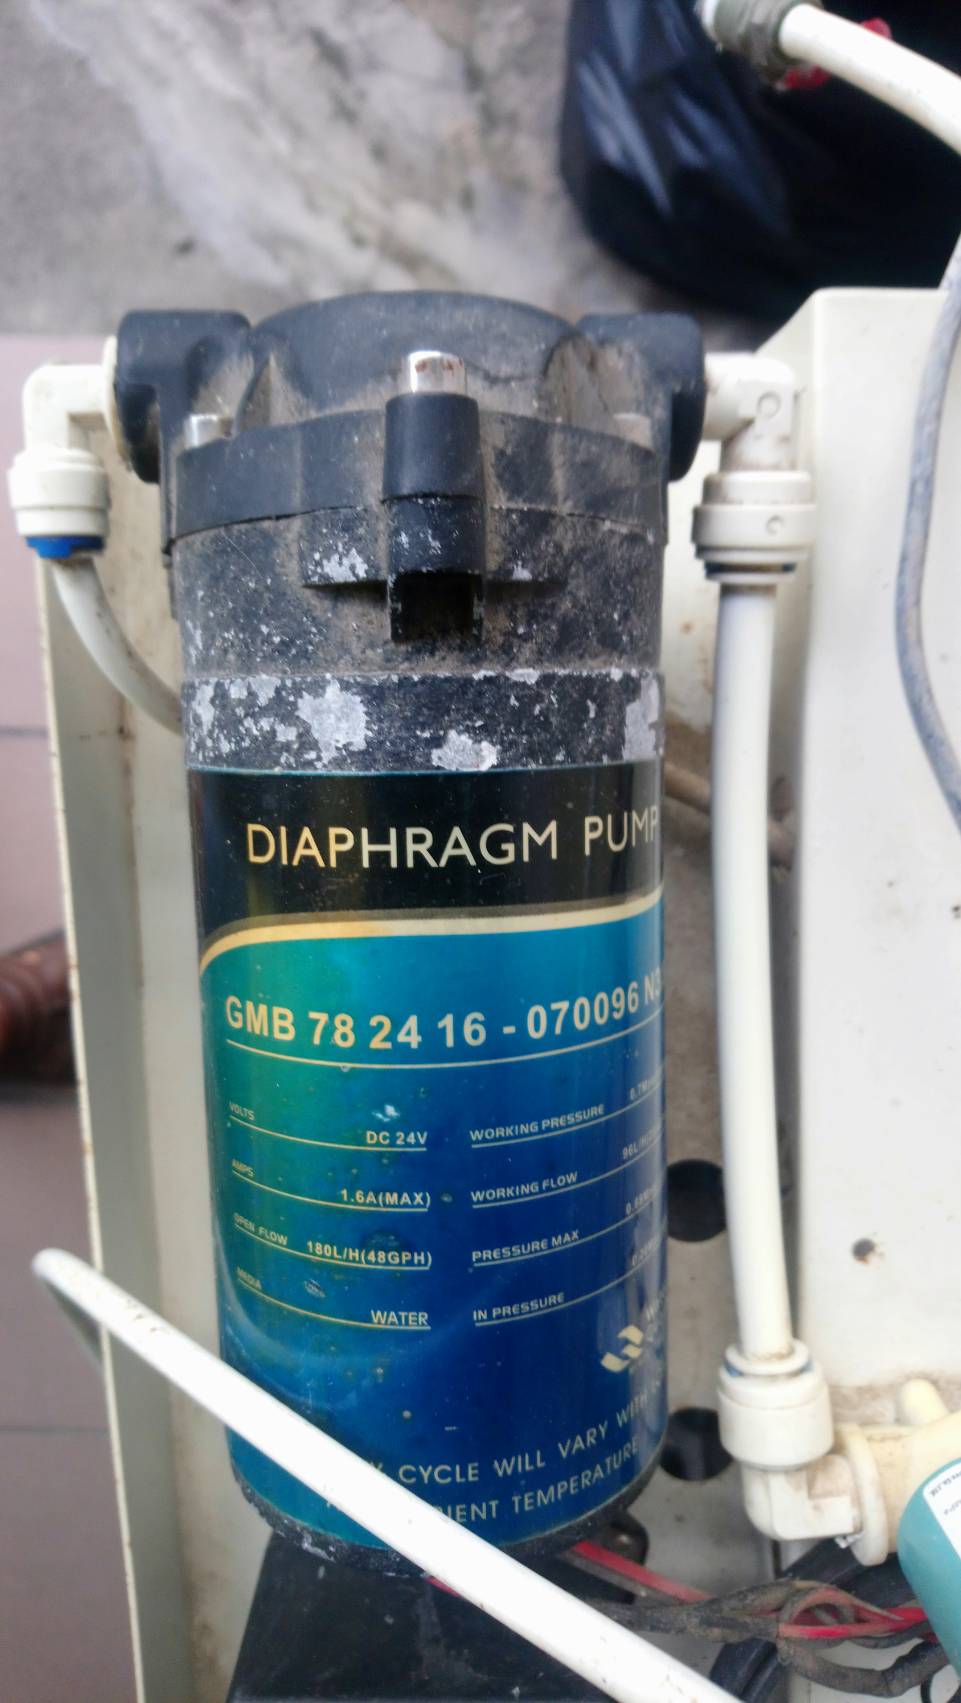 DIAPHRAGM PUMP
GMB 78 24 16 - 070096 N3
VOLTS
DC 24V
AMPS
1.6A(MAX)
OPEN FLOW 180L/H(48GPH)
MEDIA
WATER
WORKING PRESSURE
WORKING FLOW
PRESSURE MAX
IN PRESSURE
CYCLE WILL VARY WITH
TEMPERATURE